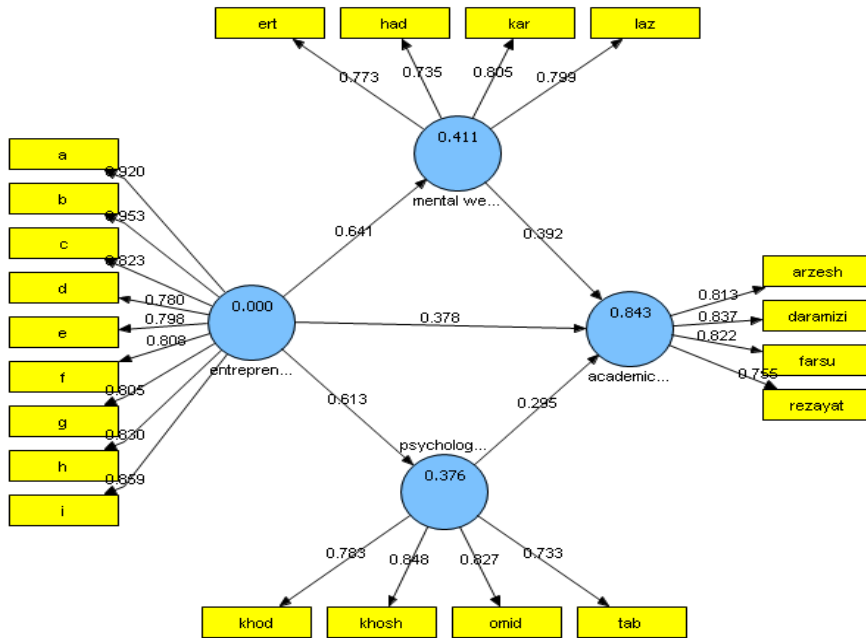 ert
had
kar
laz
0.773
0.735
0.805
0.799
0.411
mental we...
a
b
c
d
e
f
g
h
i
0.920
0.953
0.823
0.780
0.798
0.808
0.805
0.830
0.859
0.000
entrepren...
0.641
0.392
0.378
0.613
0.295
0.843
academic...
arzesh
daramizi
farsu
rezayat
0.813
0.837
0.822
0.755
psycholog...
0.376
0.783
0.848
0.827
0.733
khod
khosh
omid
tab